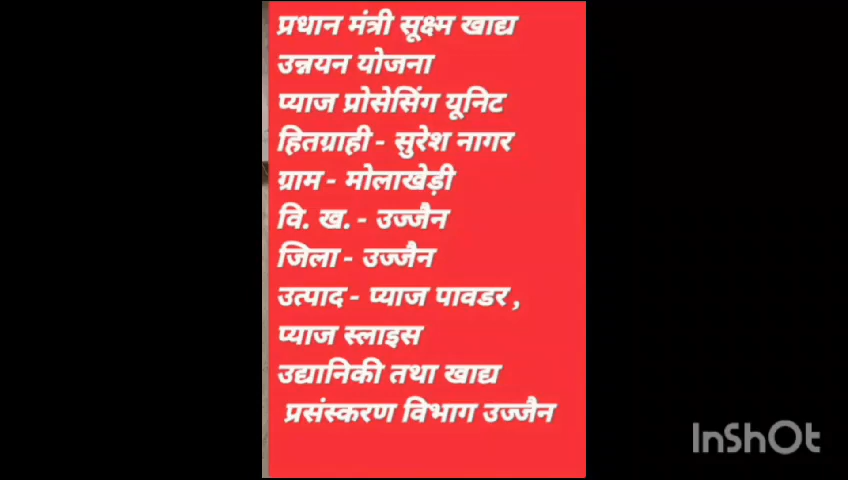 प्रधान मंत्री सूक्ष्म खाद्य
उन्नयन योजना
प्याज प्रोसेसिंग यूनिट
हितग्राही - सुरेश नागर
ग्राम - मोलाखेड़ी
वि. ख. - उज्जैन
जिला - उज्जैन
उत्पाद - प्याज पावडर ,
प्याज स्लाइस
उद्यानिकी तथा खाद्य
प्रसंस्करण विभाग उज्जैन
InShOt